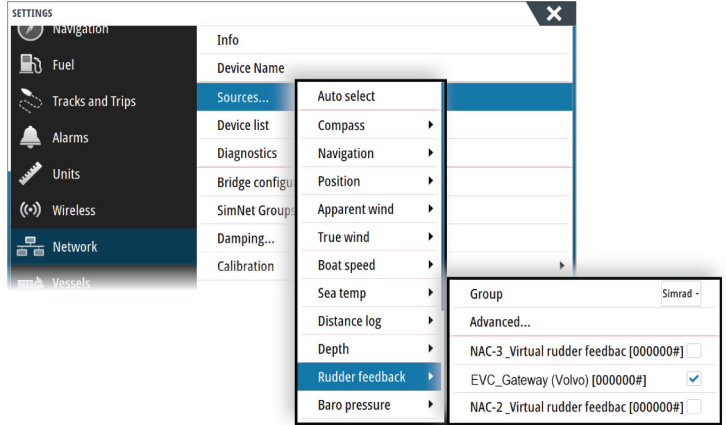 SETTINGS
Navigation
Fuel
Tracks and Trips
Alarms
Units
Wireless
Network
Vessels
Info
Device Name
Sources...
Device list
Diagnostics
Bridge configu
SimNet Groups
Damping...
Calibration
Auto select
Compass
Navigation
Position
Apparent wind
True wind
Boat speed
Sea temp
Distance log
Depth
Rudder feedback
Baro pressure
Group Simrad
Advanced...
NAC-3 _Virtual rudder feedbac [000000#]
EVC_Gateway (Volvo) [000000#]
NAC-2 _Virtual rudder feedbac [000000#]